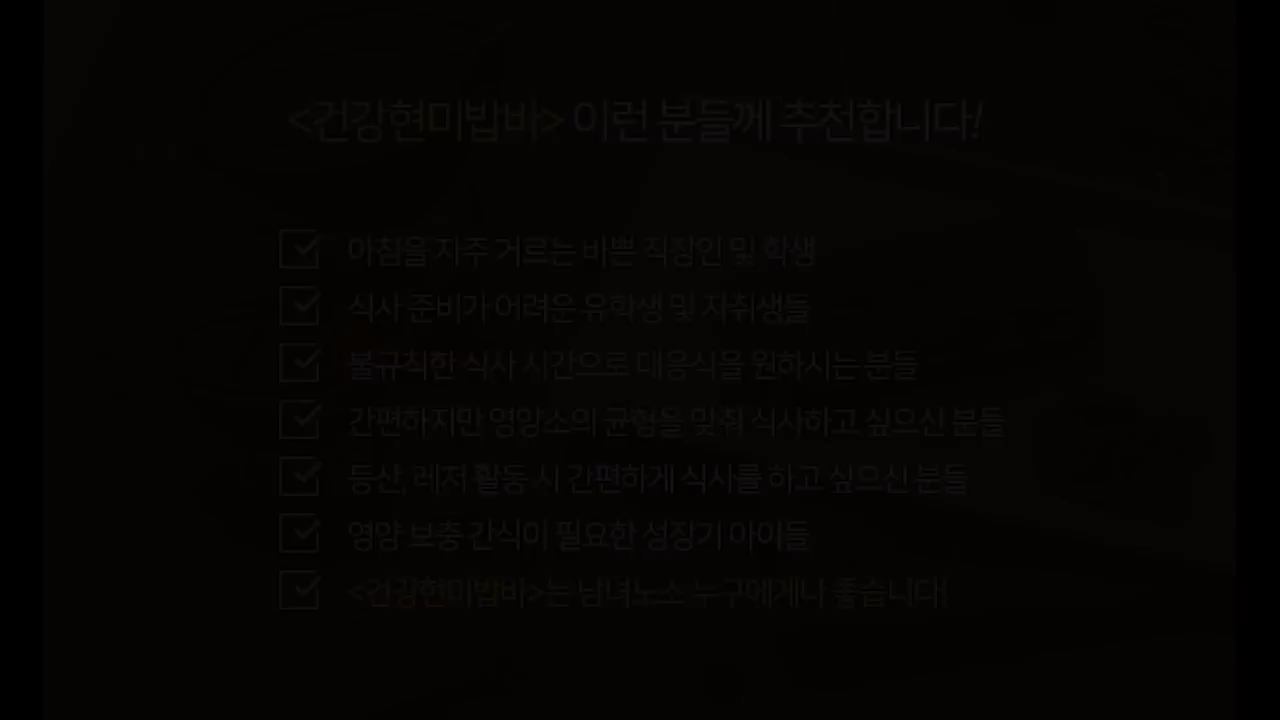 <건강현미밥바> 이런 분들께 추천합니다!
아침을 자주 거르는 바쁜 직장인 및 학생
식사 준비가 어려운 유학생 및 자취생들
불규칙한 식사 시간으로 대용식을 원하시는 분들
간편하지만 영양소의 균형을 맞춰 식사하고 싶으신 분들
등산, 레저 활동 시 간편하게 식사를 하고 싶으신 분들
영양 보충 간식이 필요한 성장기 아이들
<건강현미밥바>는 남녀노소 누구에게나 좋습니다!